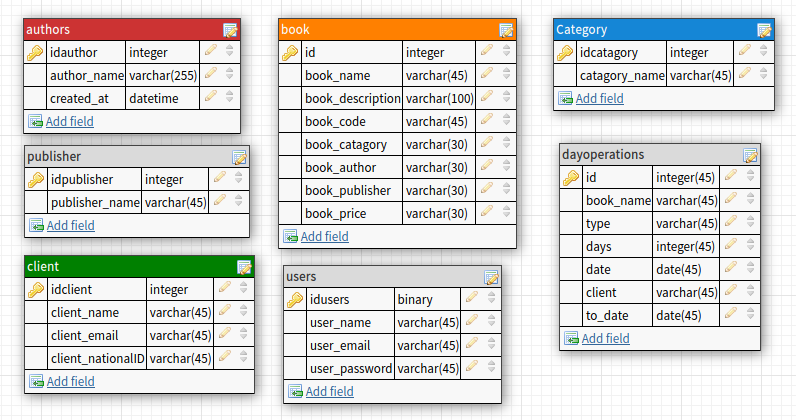 authors
idauthor integer
author_name varchar(255)
created_at datetime
Add field
publisher
idpublisher integer
publisher_name varchar(45)
Add field
client
idclient integer
client_name varchar(45)
client_email varchar(45)
client_nationalID varchar(45)
Add field
book
id integer
book_name varchar(45)
book_description varchar(100)
book_code varchar(45)
book_catagory varchar(30)
book_author varchar(30)
book_publisher varchar(30)
book_price varchar(30)
Add field
users
idusers binary
user_name varchar(45)
user_email varchar(45)
user_password varchar(45)
Add field
Category
idcatagory integer
catagory_name varchar(45)
Add field
dayoperations
id integer(45)
book_name varchar(45)
type varchar(45)
days integer(45)
date date(45)
client varchar(45)
to_date date(45)
Add field